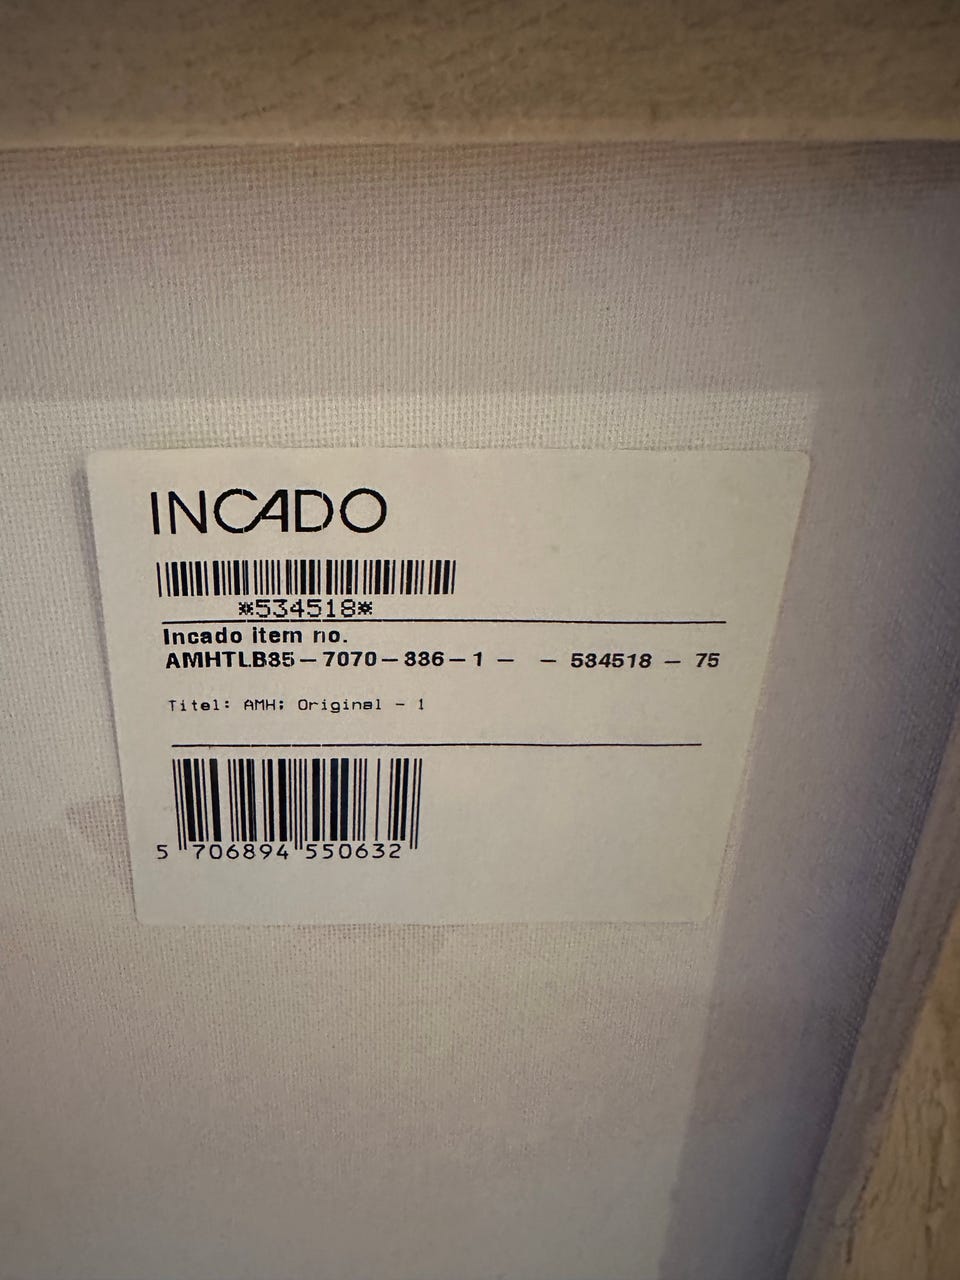 INCADO
*534518*
Incado item no.
AMHTLB35-7070-336-1 - - 534518 - 75
Titel: AMH; Original - 1
5 706894 550632